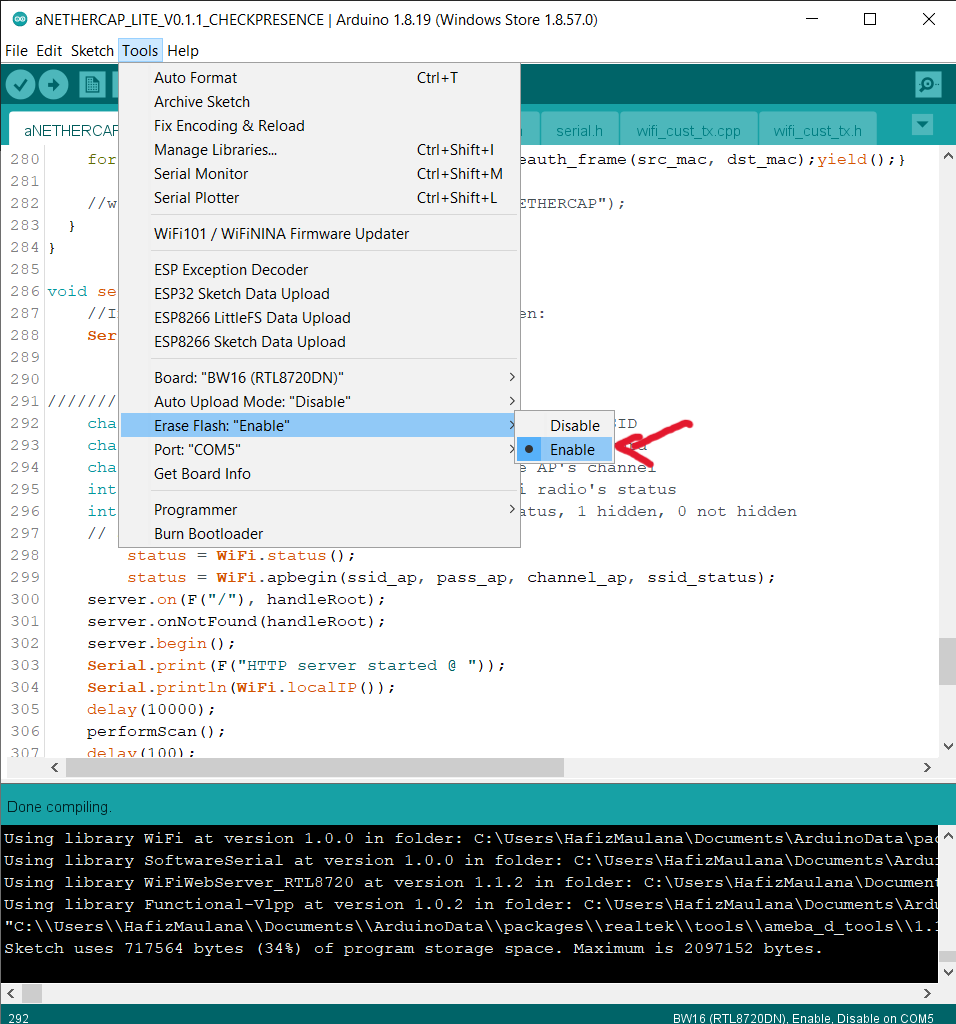 aNETHERCAP_LITE_V0.1.1_CHECKPRESENCE | Arduino 1.8.19 (Windows Store 1.8.57.0)
File Edit Sketch Tools Help
aNETHERCAP
serial.h wifi_cust_tx.cpp wifi_cust_tx.h
Auto Format Ctrl+T
Archive Sketch
Fix Encoding & Reload
Manage Libraries... Ctrl+Shift+I
Serial Monitor Ctrl+Shift+M
Serial Plotter Ctrl+Shift+L
WiFi101 / WiFiNINA Firmware Updater
ESP Exception Decoder
ESP32 Sketch Data Upload
ESP8266 LittleFS Data Upload
ESP8266 Sketch Data Upload
Board: "BW16 (RTL8720DN)"
Auto Upload Mode: "Disable"
Erase Flash: "Enable"
Port: "COM5"
Get Board Info
Programmer
Burn Bootloader
Disable
Enable
280 for eauth_frame(src_mac, dst_mac);yield();}
281
282 //w ETHERCAP");
283 }
284 }
285
286 void se
287 //I en:
288 Ser
289
290
291 ////////
292 cha ID
293 cha
294 cha e AP's channel
295 int i radio's status
296 int atus, 1 hidden, 0 not hidden
297 //
298 status = WiFi.status();
299 status = WiFi.apbegin(ssid_ap, pass_ap, channel_ap, ssid_status);
300 server.on(F("/"), handleRoot);
301 server.onNotFound(handleRoot);
302 server.begin();
303 Serial.print(F("HTTP server started @ "));
304 Serial.println(WiFi.localIP());
305 delay(10000);
306 performScan();
307 delay(100);
Done compiling.
Using library WiFi at version 1.0.0 in folder: C:\Users\HafizMaulana\Documents\ArduinoData\pac
Using library SoftwareSerial at version 1.0.0 in folder: C:\Users\HafizMaulana\Documents\Ardui
Using library WiFiWebServer_RTL8720 at version 1.1.2 in folder: C:\Users\HafizMaulana\Document
Using library Functional-Vlpp at version 1.0.2 in folder: C:\Users\HafizMaulana\Documents\Ardu
"C:\\Users\\HafizMaulana\\Documents\\ArduinoData\\packages\\realtek\\tools\\ameba_d_tools\\1.1
Sketch uses 717564 bytes (34%) of program storage space. Maximum is 2097152 bytes.
292 BW16 (RTL8720DN), Enable, Disable on COM5